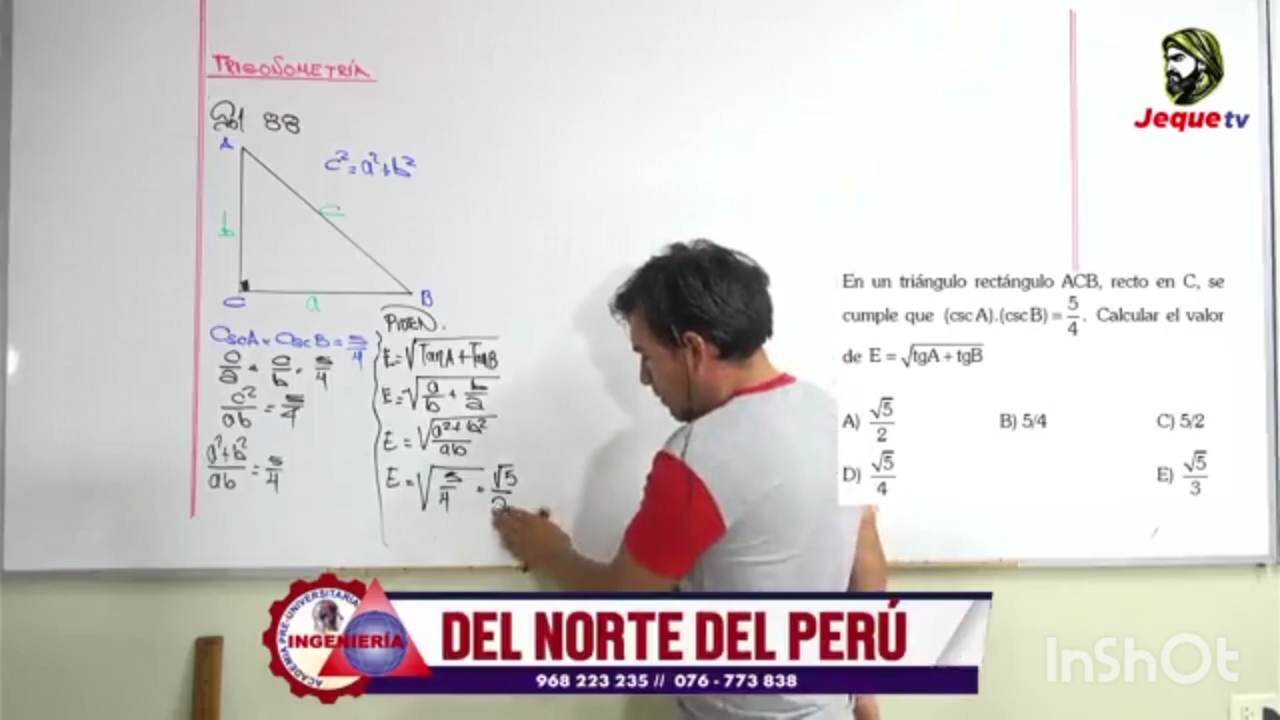 TRIGONOMETRÍA
Sol 88
A
c² = a² + b²
c
b
C
a
B
CscA × CscB = 5/4
c/a × c/b = 5/4
c²/ab = 5/4
a²+b²/ab = 5/4
PIDEN.
E = √TanA + TanB
E = √a/b + b/a
E = √a²+b²/ab
E = √5/4 = √5/2
Jequetv
En un triángulo rectángulo ACB, recto en C, se
cumple que (csc A).(csc B) = 5/4. Calcular el valor
de E = √tgA + tgB
A) √5/2 B) 5/4 C) 5/2
D) √5/4 E) √5/3
ACADEMIA PRE-UNIVERSITARIA
INGENIERÍA
DEL NORTE DEL PERÚ
968 223 235 // 076 - 773 838
InShOt